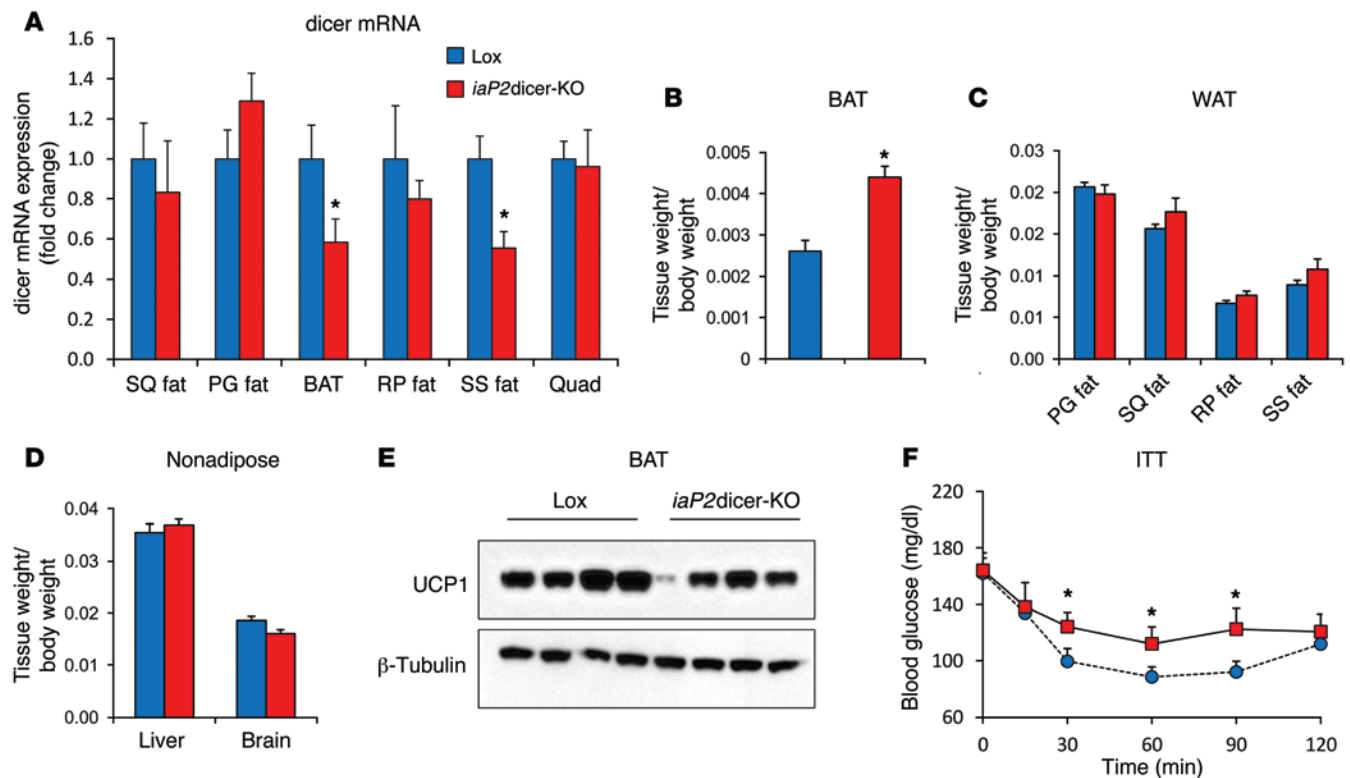 A
dicer mRNA
dicer mRNA expression
(fold change)
1.6
1.4
1.2
1.0
0.8
0.6
0.4
0.2
0.0
Lox
iaP2dicer-KO
*
*
SQ fat
PG fat
BAT
RP fat
SS fat
Quad
B
BAT
Tissue weight/
body weight
0.005
0.004
0.003
0.002
0.001
0
*
C
WAT
Tissue weight/
body weight
0.03
0.02
0.02
0.01
0.01
0.00
PG fat
SQ fat
RP fat
SS fat
D
Nonadipose
Tissue weight/
body weight
0.04
0.03
0.02
0.01
0.00
Liver
Brain
E
BAT
Lox
iaP2dicer-KO
UCP1
β-Tubulin
F
ITT
Blood glucose (mg/dl)
220
180
140
100
60
*
*
*
0
30
60
90
120
Time (min)